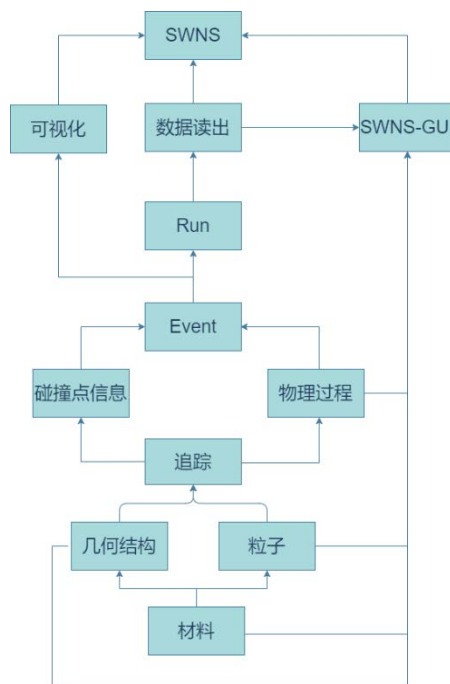 SWNS
可视化
数据读出
SWNS-GU
Run
Event
碰撞点信息
物理过程
追踪
几何结构
粒子
材料